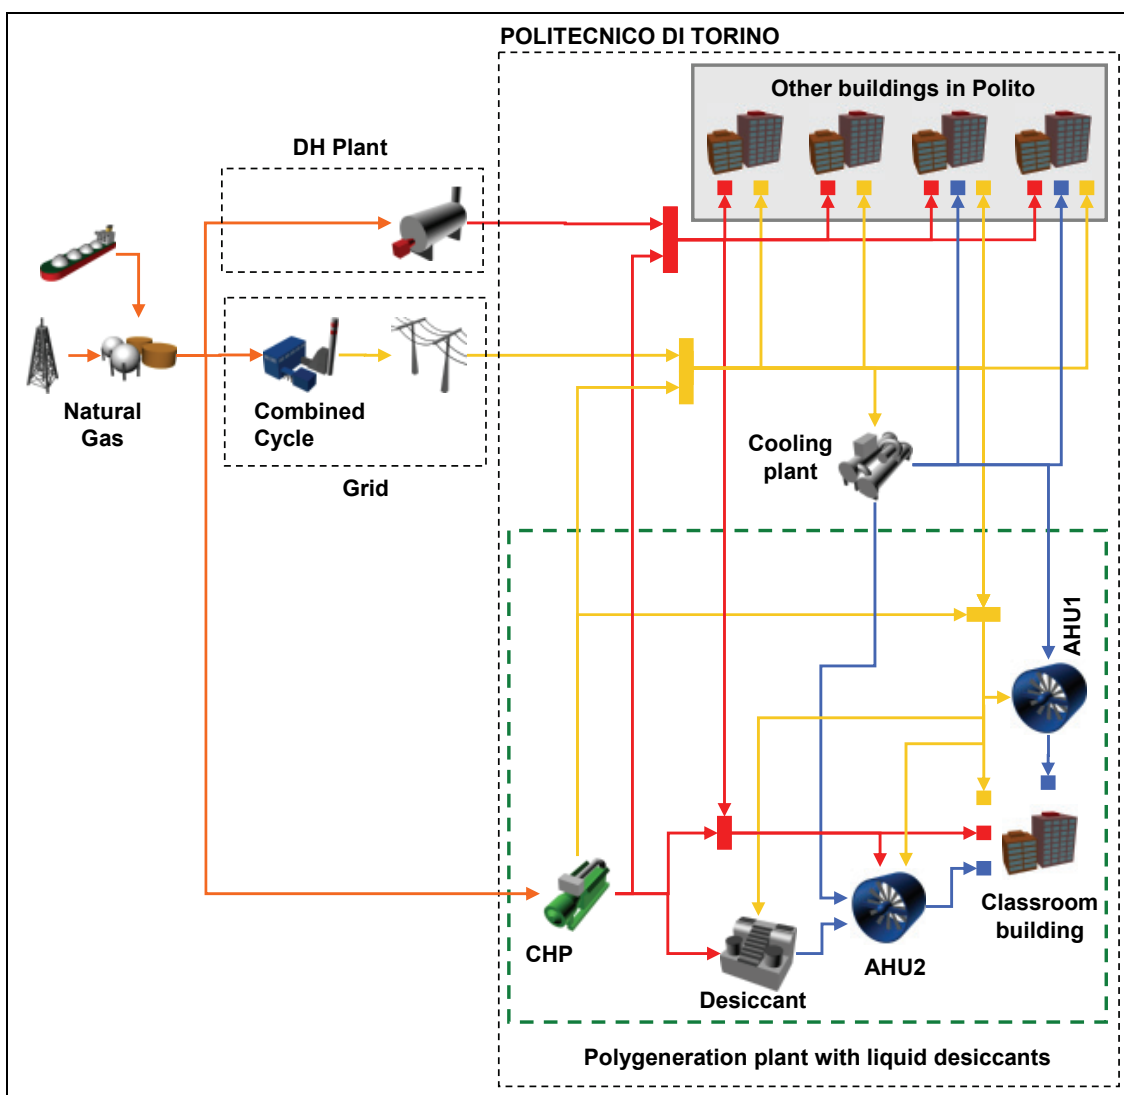 POLITECNICO DI TORINO
Other buildings in Polito
DH Plant
Natural
Gas
Combined
Cycle
Grid
Cooling
plant
AHU1
CHP
Desiccant
AHU2
Classroom
building
Polygeneration plant with liquid desiccants